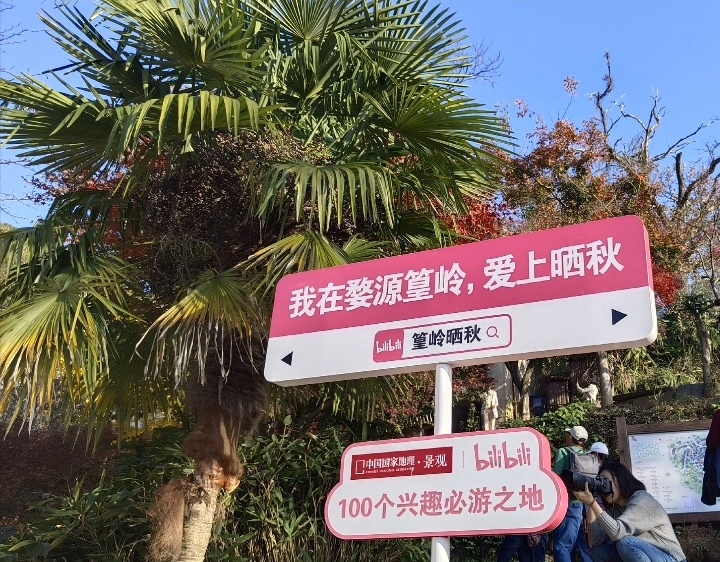 我在婺源篁岭，爱上晒秋
bilibili 篁岭晒秋
中国国家地理·景观 bilibili
100个兴趣必游之地